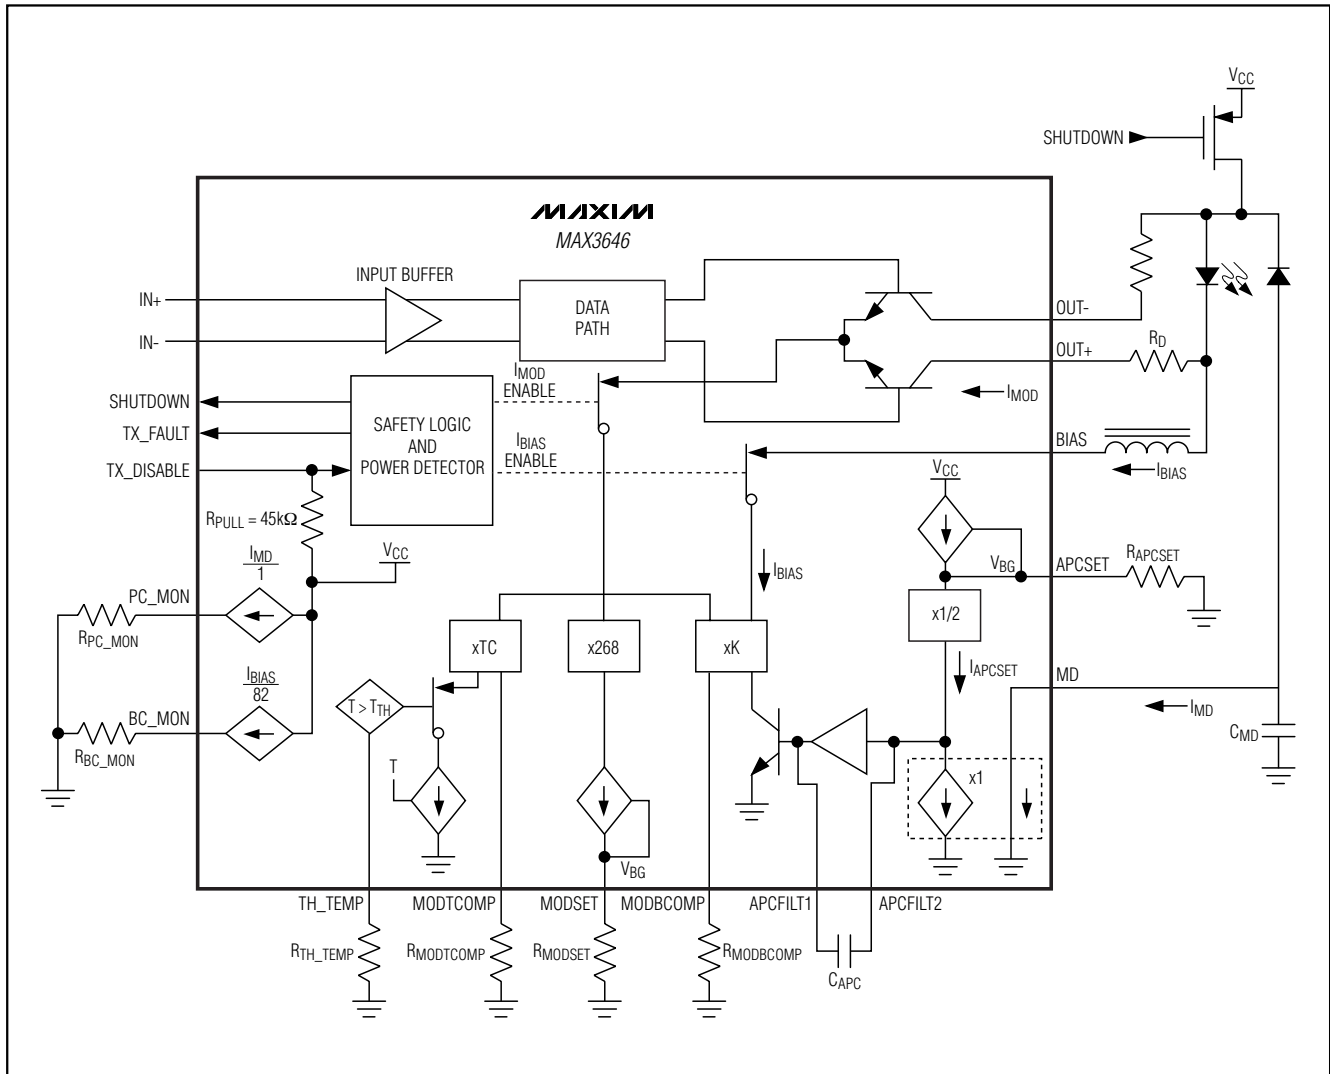 VCC
SHUTDOWN
MAXIM
MAX3646
INPUT BUFFER
IN+
IN-
DATA
PATH
OUT-
OUT+
RD
IMOD
IMOD
ENABLE
SHUTDOWN
TX_FAULT
TX_DISABLE
SAFETY LOGIC
AND
POWER DETECTOR
IBIAS
ENABLE
BIAS
IBIAS
VCC
RPULL = 45kΩ
VCC
IMD
1
PC_MON
RPC_MON
IBIAS
VBG
APCSET
RAPCSET
x1/2
xTC
x268
xK
IAPCSET
MD
IMD
CMD
IBIAS
82
BC_MON
RBC_MON
T > TTH
T
x1
VBG
TH_TEMP
MODTCOMP
MODSET
MODBCOMP
APCFILT1
APCFILT2
RTH_TEMP
RMODTCOMP
RMODSET
RMODBCOMP
CAPC